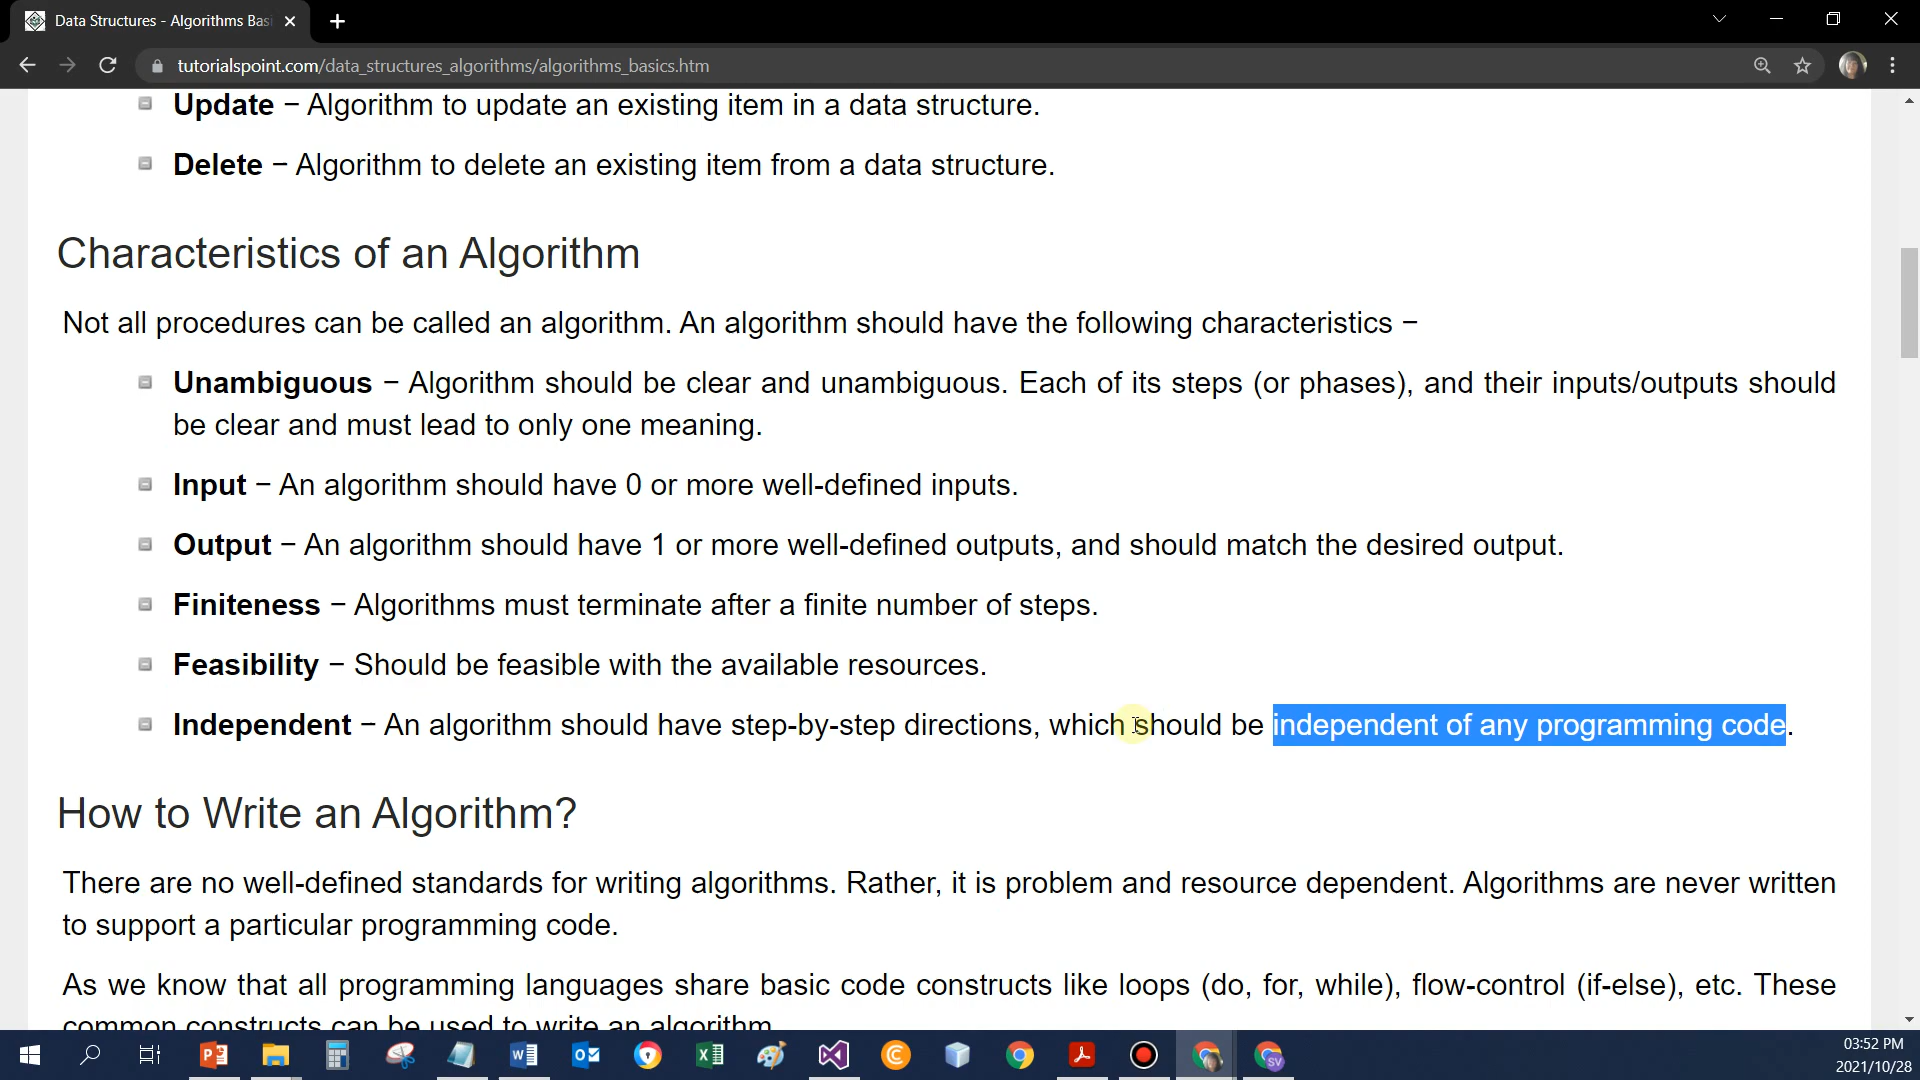 Data Structures - Algorithms Bas
tutorialspoint.com/data_structures_algorithms/algorithms_basics.htm
Update − Algorithm to update an existing item in a data structure.
Delete − Algorithm to delete an existing item from a data structure.
Characteristics of an Algorithm
Not all procedures can be called an algorithm. An algorithm should have the following characteristics −
Unambiguous − Algorithm should be clear and unambiguous. Each of its steps (or phases), and their inputs/outputs should
be clear and must lead to only one meaning.
Input − An algorithm should have 0 or more well-defined inputs.
Output − An algorithm should have 1 or more well-defined outputs, and should match the desired output.
Finiteness − Algorithms must terminate after a finite number of steps.
Feasibility − Should be feasible with the available resources.
Independent − An algorithm should have step-by-step directions, which should be independent of any programming code.
How to Write an Algorithm?
There are no well-defined standards for writing algorithms. Rather, it is problem and resource dependent. Algorithms are never written
to support a particular programming code.
As we know that all programming languages share basic code constructs like loops (do, for, while), flow-control (if-else), etc. These
common constructs can be used to write an algorithm.
03:52 PM
2021/10/28